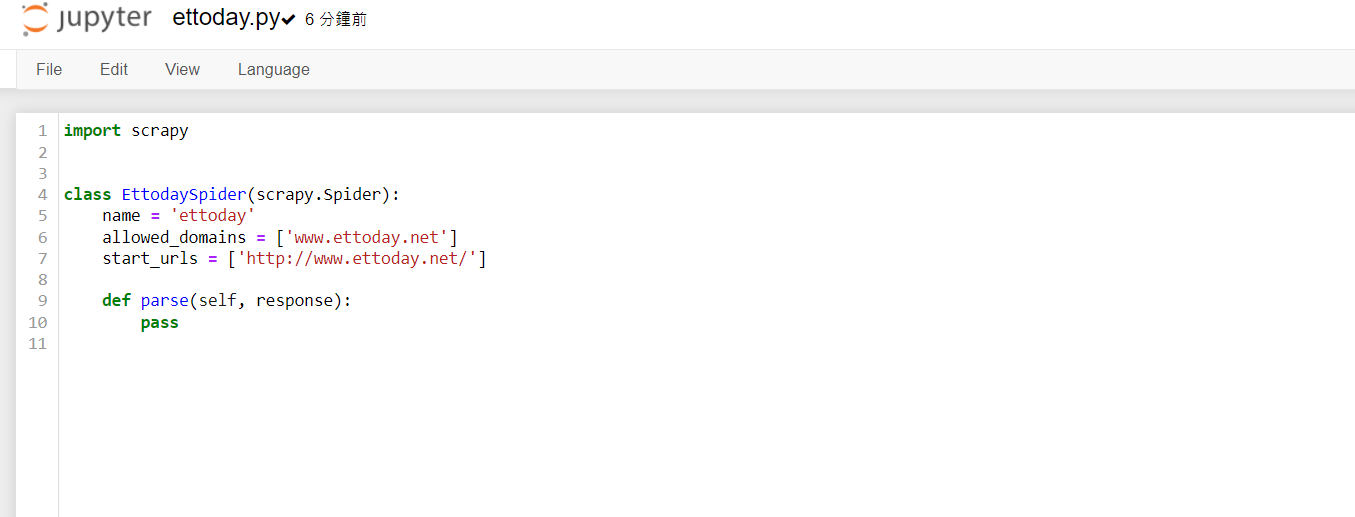 jupyter ettoday.py✔ 6 分鐘前
File Edit View Language
1 import scrapy
2
3
4 class EttodaySpider(scrapy.Spider):
5     name = 'ettoday'
6     allowed_domains = ['www.ettoday.net']
7     start_urls = ['http://www.ettoday.net/']
8
9     def parse(self, response):
10         pass
11